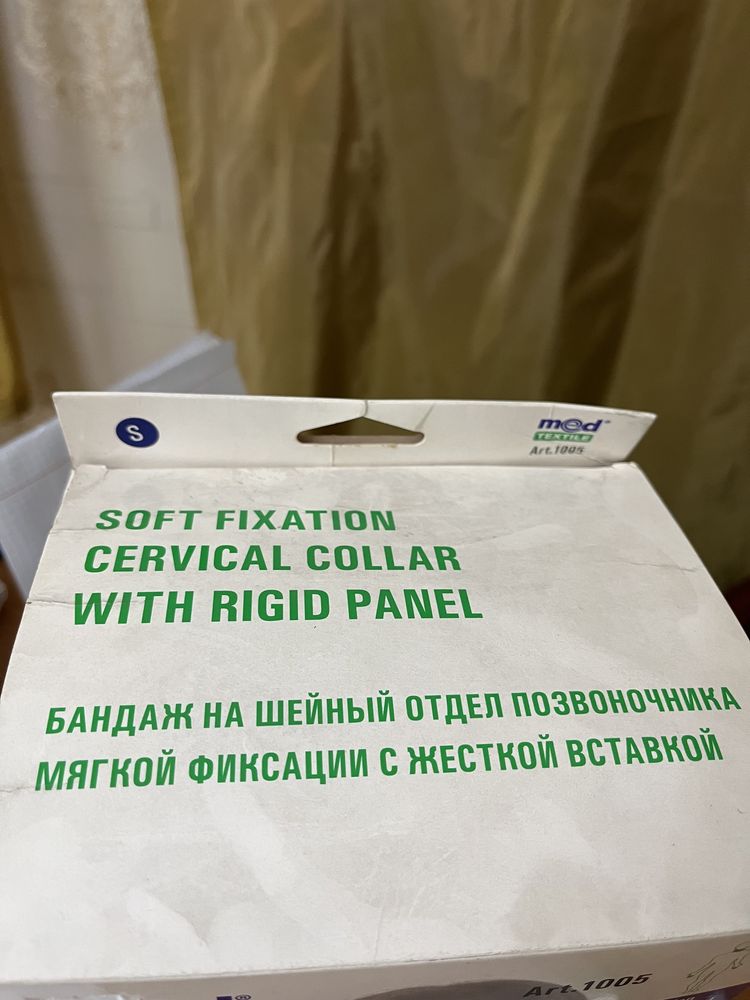 S
med
TEXTILE
Art.1005
SOFT FIXATION
CERVICAL COLLAR
WITH RIGID PANEL
БАНДАЖ НА ШЕЙНЫЙ ОТДЕЛ ПОЗВОНОЧНИКА
МЯГКОЙ ФИКСАЦИИ С ЖЕСТКОЙ ВСТАВКОЙ
Art.1005